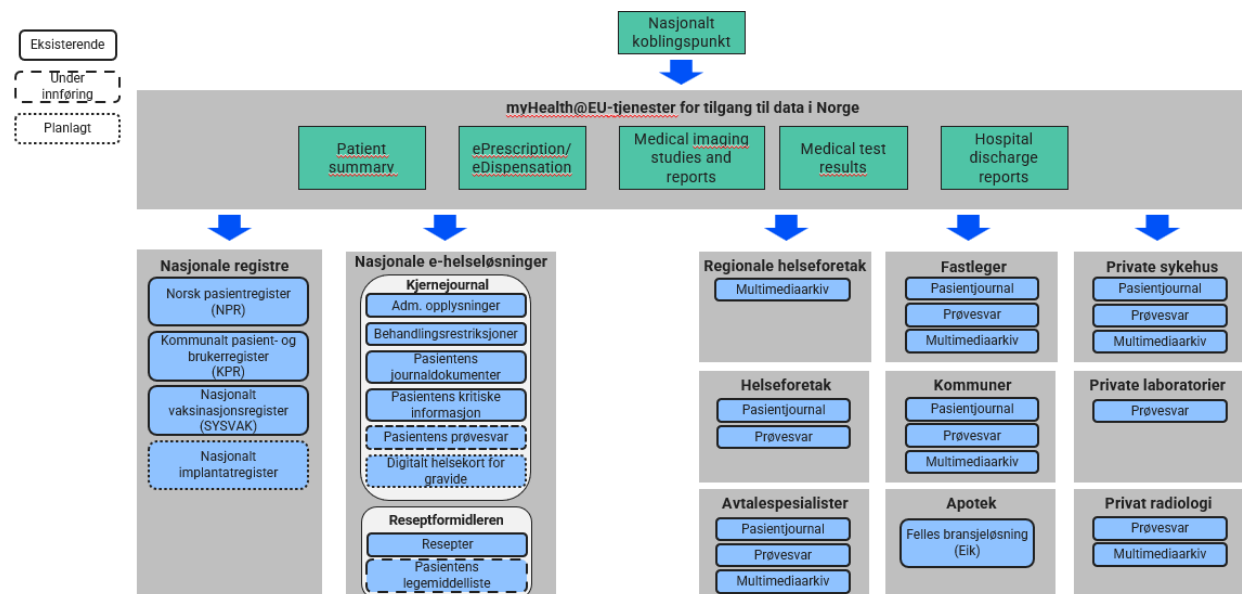 Nasjonalt
koblingspunkt
Eksisterende
Under
innføring
Planlagt
myHealth@EU-tjenester for tilgang til data i Norge
Patient
summary
ePrescription/
eDispensation
Medical imaging
studies and
reports
Medical test
results
Hospital
discharge
reports
Nasjonale registre
Norsk pasientregister
(NPR)
Kommunalt pasient- og
brukerregister
(KPR)
Nasjonalt
vaksinasjonsregister
(SYSVAK)
Nasjonalt
implantatregister
Nasjonale e-helseløsninger
Kjernejournal
Adm. opplysninger
Behandlingsrestriksjoner
Pasientens
journaldokumenter
Pasientens kritiske
informasjon
Pasientens prøvesvar
Digitalt helsekort for
gravide
Reseptformidleren
Resepter
Pasientens
legemiddelliste
Regionale helseforetak
Multimediaarkiv
Fastleger
Pasientjournal
Prøvesvar
Multimediaarkiv
Private sykehus
Pasientjournal
Prøvesvar
Multimediaarkiv
Helseforetak
Pasientjournal
Prøvesvar
Kommuner
Pasientjournal
Prøvesvar
Multimediaarkiv
Private laboratorier
Prøvesvar
Avtalespesialister
Pasientjournal
Prøvesvar
Multimediaarkiv
Apotek
Felles bransjeløsning
(Eik)
Privat radiologi
Prøvesvar
Multimediaarkiv